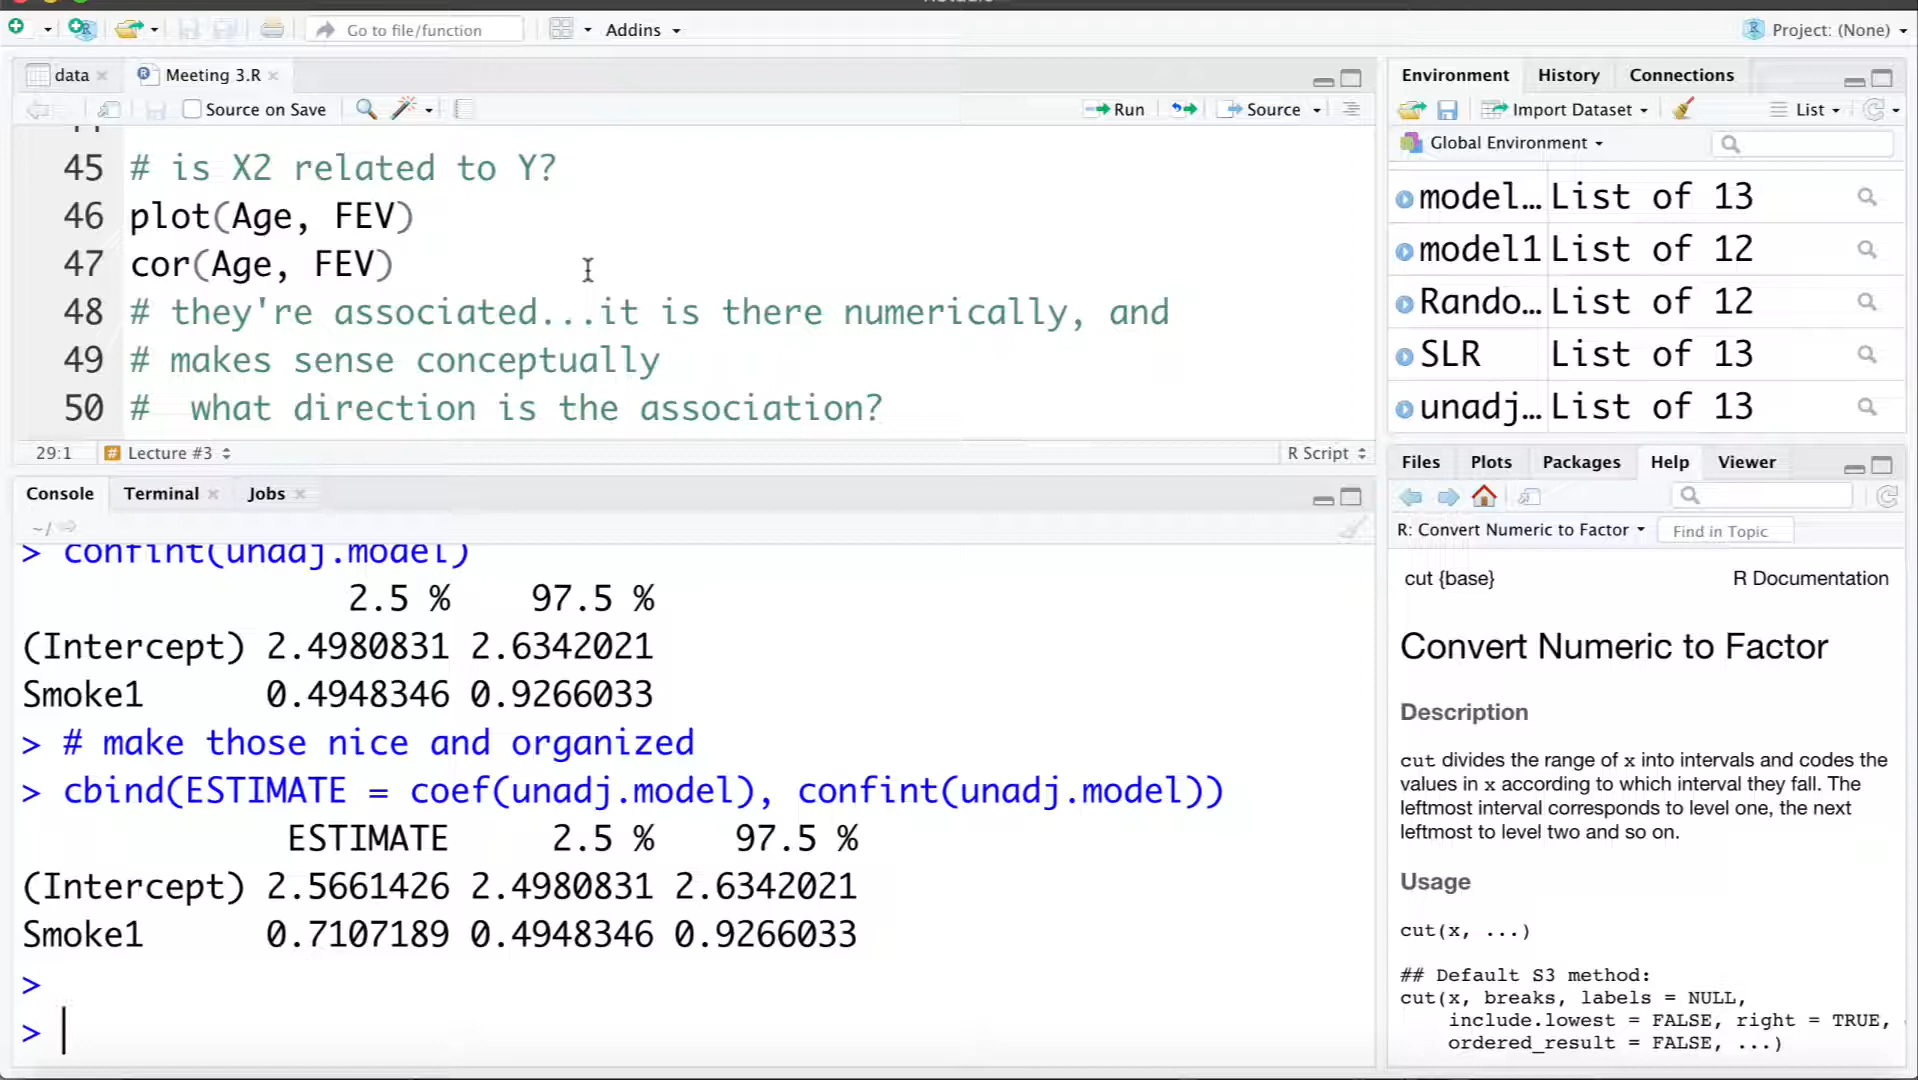 Go to file/function
Addins
Project: (None)
data
Meeting 3.R
Source on Save
Run
Source
45 # is X2 related to Y?
46 plot(Age, FEV)
47 cor(Age, FEV)
48 # they're associated...it is there numerically, and
49 # makes sense conceptually
50 #  what direction is the association?
29:1
Lecture #3
R Script
Console
Terminal
Jobs
~/
> confint(unadj.model)
2.5 % 97.5 %
(Intercept) 2.4980831 2.6342021
Smoke1 0.4948346 0.9266033
> # make those nice and organized
> cbind(ESTIMATE = coef(unadj.model), confint(unadj.model))
ESTIMATE 2.5 % 97.5 %
(Intercept) 2.5661426 2.4980831 2.6342021
Smoke1 0.7107189 0.4948346 0.9266033
>
>
Environment
History
Connections
Import Dataset
List
Global Environment
model… List of 13
model1 List of 12
Rando… List of 12
SLR List of 13
unadj… List of 13
Files
Plots
Packages
Help
Viewer
R: Convert Numeric to Factor
Find in Topic
cut {base}
R Documentation
Convert Numeric to Factor
Description
cut divides the range of x into intervals and codes the
values in x according to which interval they fall. The
leftmost interval corresponds to level one, the next
leftmost to level two and so on.
Usage
cut(x, ...)
## Default S3 method:
cut(x, breaks, labels = NULL,
include.lowest = FALSE, right = TRUE,
ordered_result = FALSE, ...)